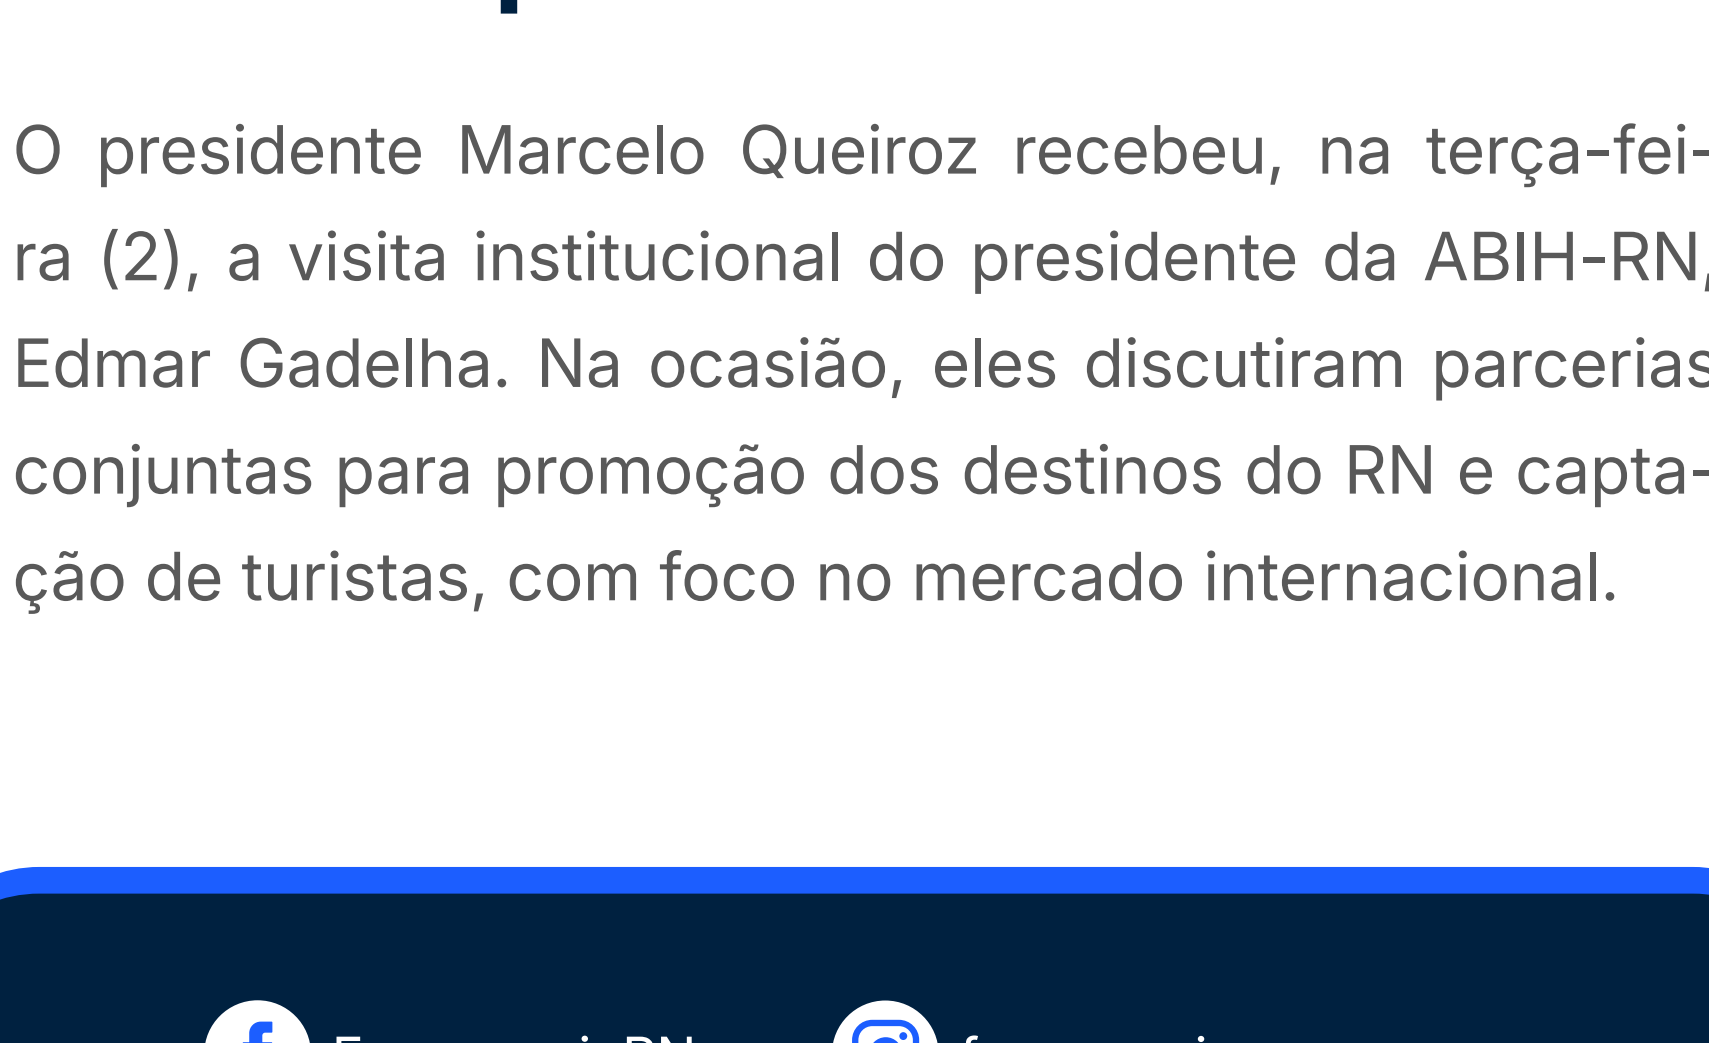 O presidente Marcelo Queiroz recebeu, na terça-fei-
ra (2), a visita institucional do presidente da ABIH-RN,
Edmar Gadelha. Na ocasião, eles discutiram parcerias
conjuntas para promoção dos destinos do RN e capta-
ção de turistas, com foco no mercado internacional.